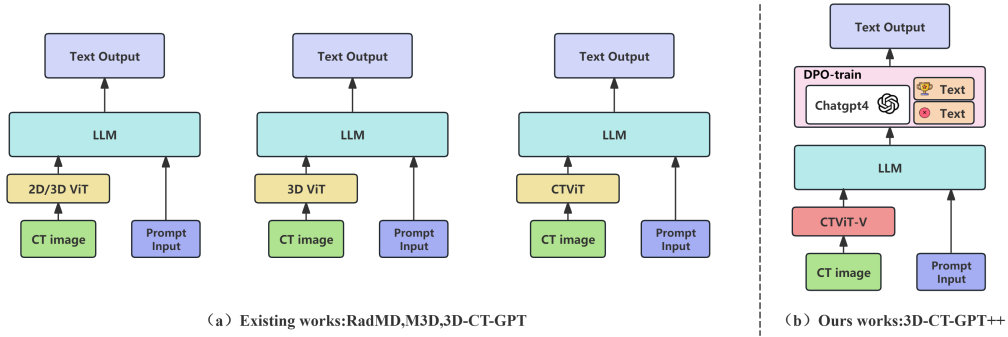 Text Output
LLM
2D/3D ViT
CT image
Prompt
Input
Text Output
LLM
3D ViT
CT image
Prompt
Input
Text Output
LLM
CTViT
CT image
Prompt
Input
（a）Existing works:RadMD,M3D,3D-CT-GPT
Text Output
DPO-train
Chatgpt4
Text
Text
LLM
CTViT-V
CT image
Prompt
Input
（b）Ours works:3D-CT-GPT++